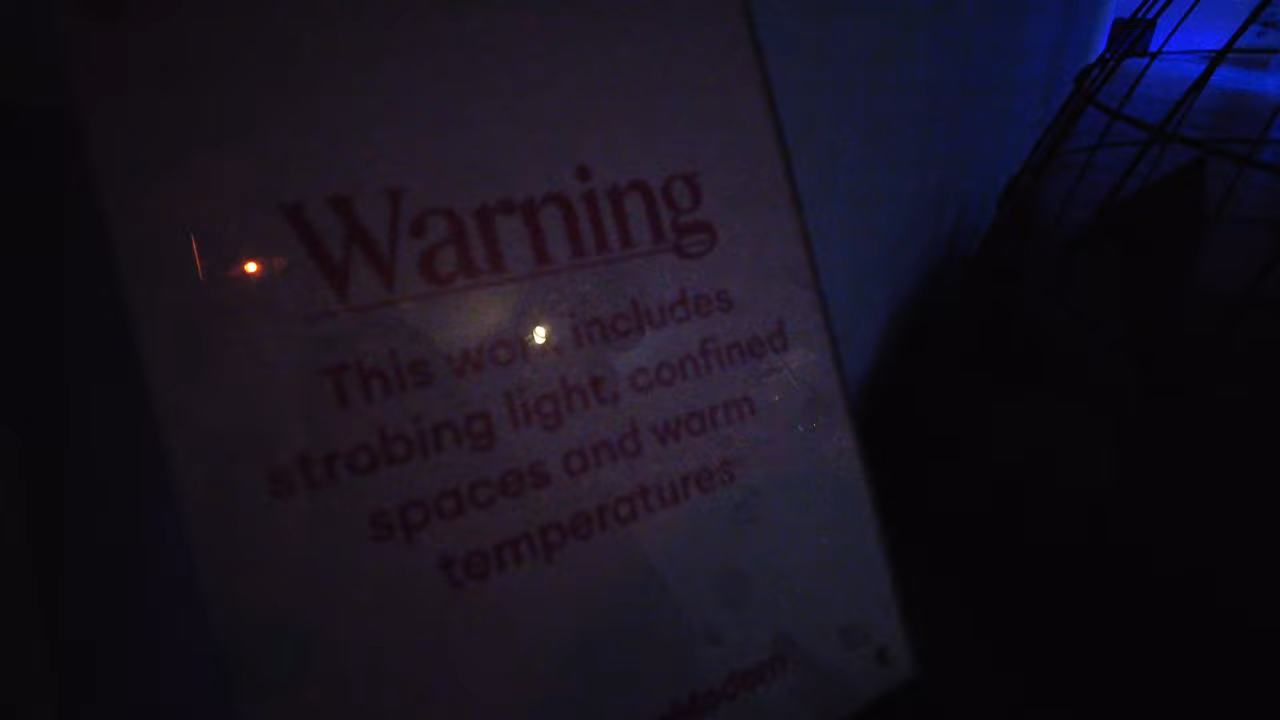 Warning
This work includes
strobing light, confined
spaces and warm
temperatures